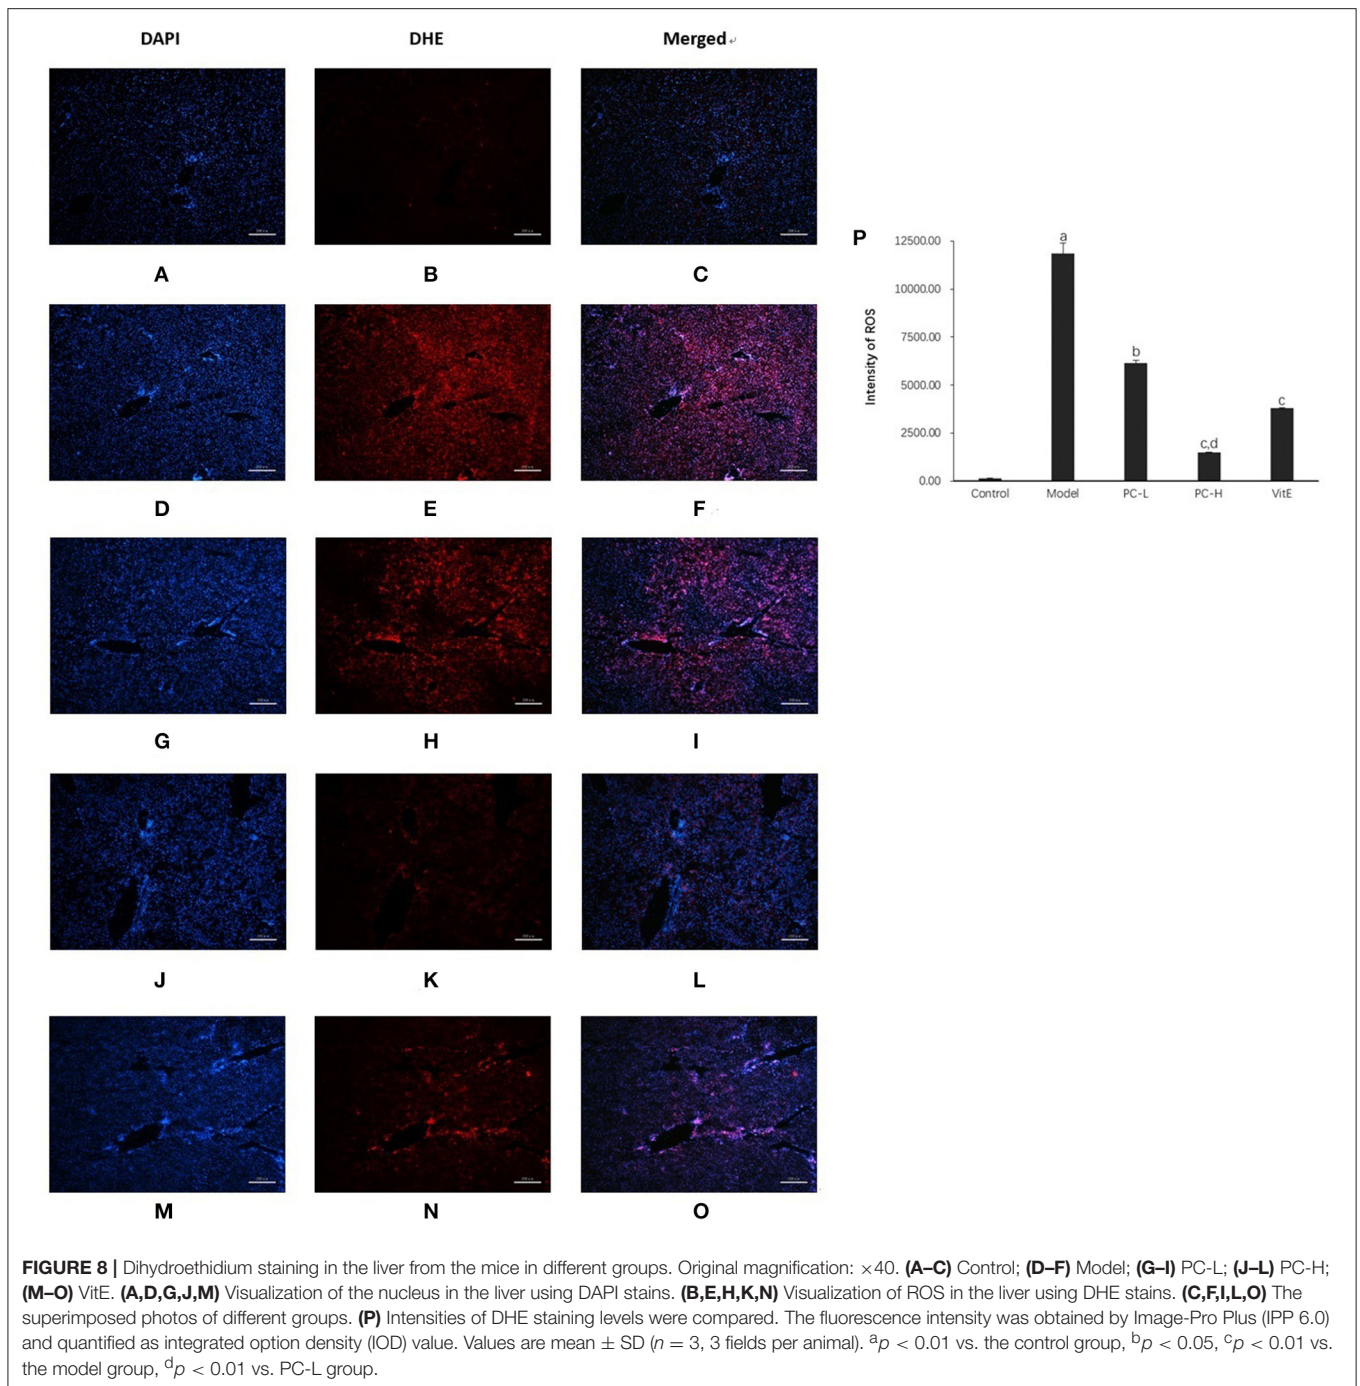 DAPI DHE Merged↵
A B C
D E F
G H I
J K L
M N O
P
Intensity of ROS
12500.00
10000.00
7500.00
5000.00
2500.00
0.00
a
b
c,d
c
Control Model PC-L PC-H VitE
FIGURE 8 | Dihydroethidium staining in the liver from the mice in different groups. Original magnification: ×40. (A–C) Control; (D–F) Model; (G–I) PC-L; (J–L) PC-H;
(M–O) VitE. (A,D,G,J,M) Visualization of the nucleus in the liver using DAPI stains. (B,E,H,K,N) Visualization of ROS in the liver using DHE stains. (C,F,I,L,O) The
superimposed photos of different groups. (P) Intensities of DHE staining levels were compared. The fluorescence intensity was obtained by Image-Pro Plus (IPP 6.0)
and quantified as integrated option density (IOD) value. Values are mean ± SD (n = 3, 3 fields per animal). ᵃp < 0.01 vs. the control group, ᵇp < 0.05, ᶜp < 0.01 vs.
the model group, ᵈp < 0.01 vs. PC-L group.